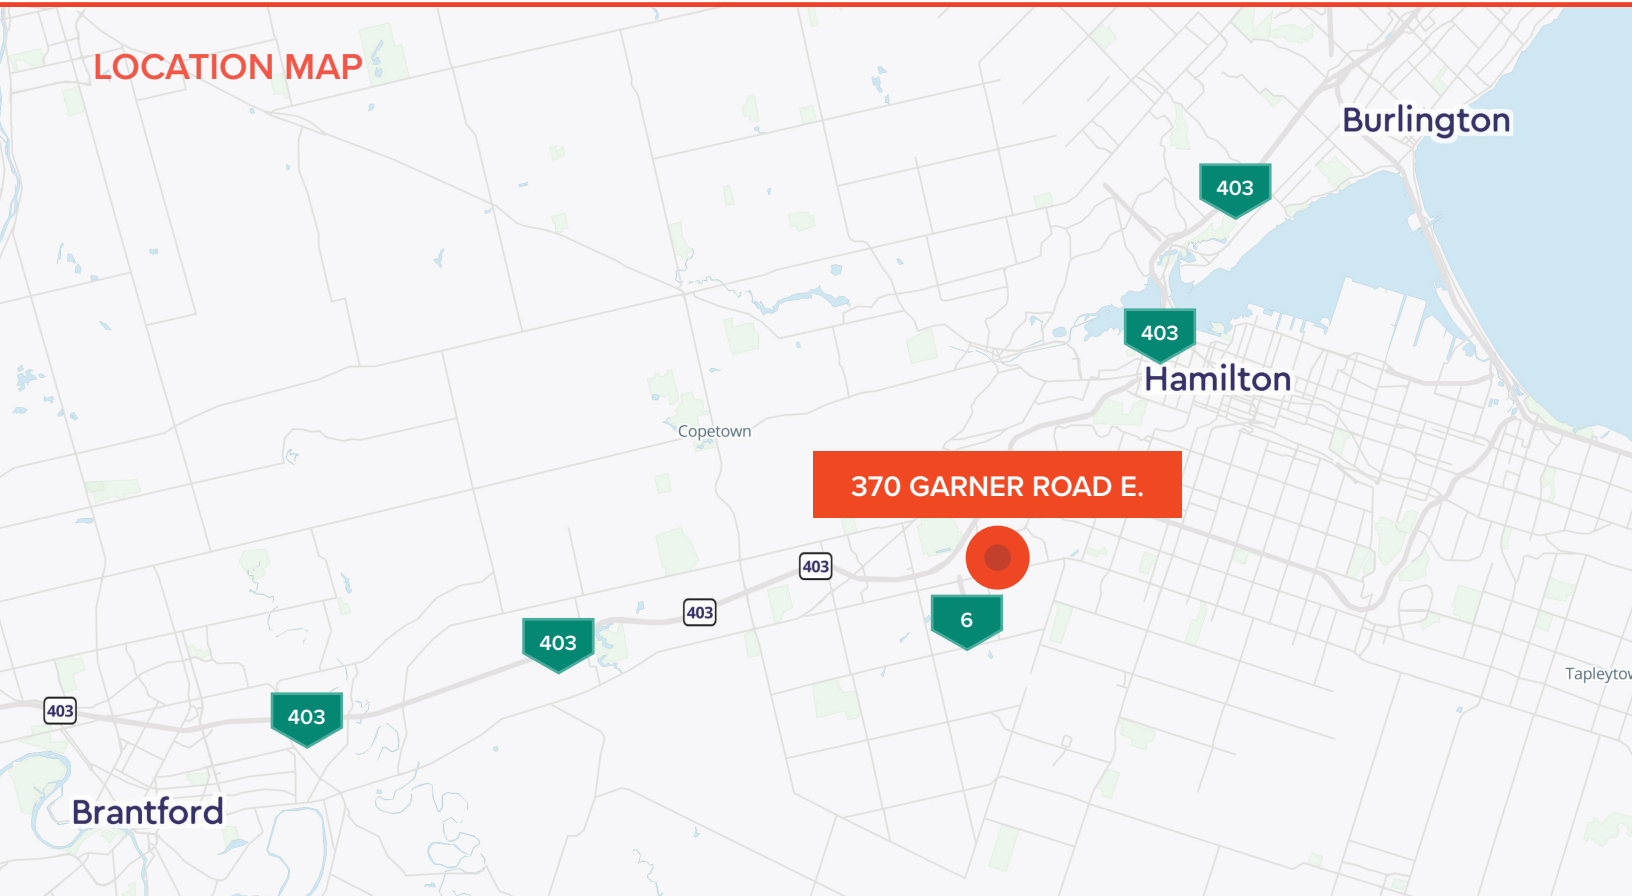 LOCATION MAP
Burlington
403
403
Hamilton
Copetown
370 GARNER ROAD E.
403
6
403
403
Tapleytow
403
403
Brantford